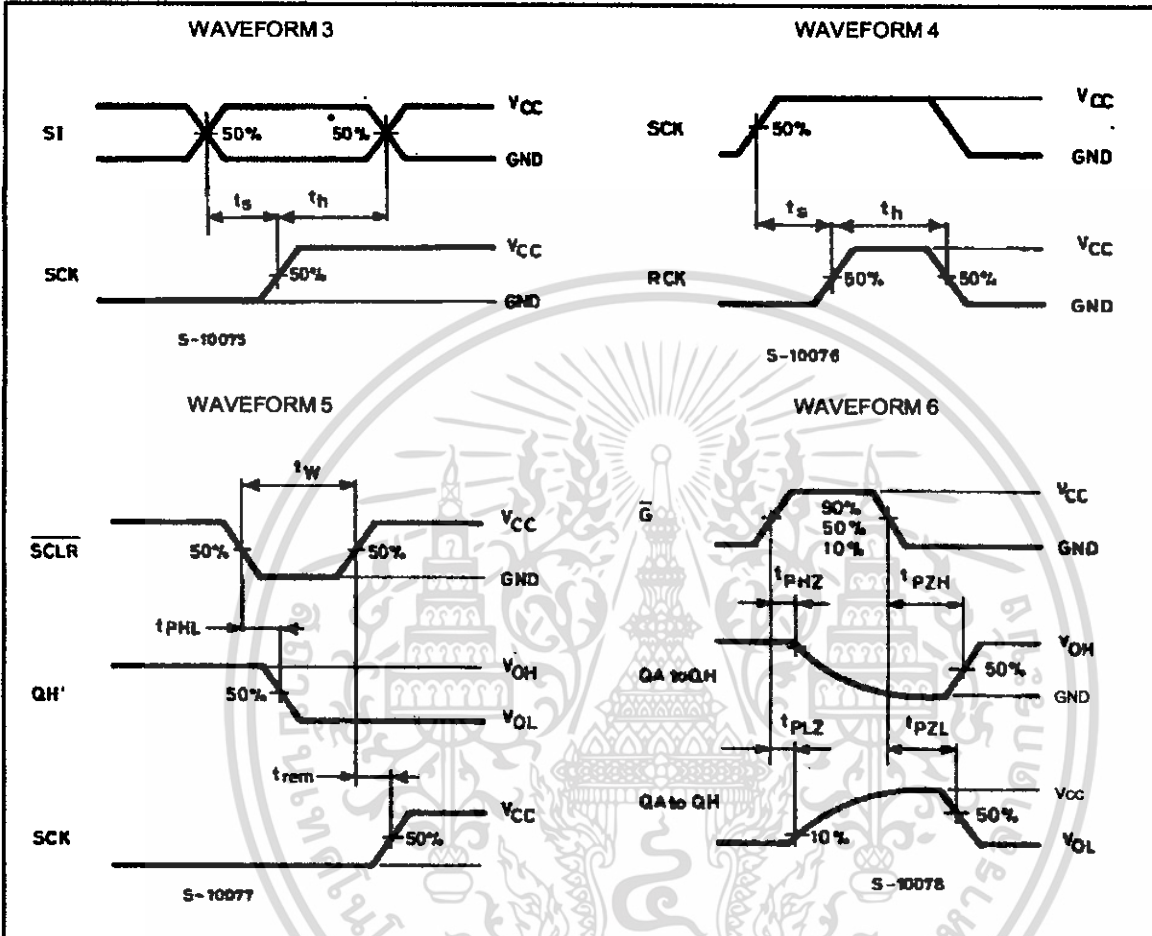 WAVEFORM 3
SI
50%
50%
VCC
GND
ts
th
SCK
50%
VCC
GND
S-10075
WAVEFORM 4
SCK
50%
VCC
GND
ts
th
RCK
50%
50%
VCC
GND
S-10076
WAVEFORM 5
tW
SCLR
50%
50%
VCC
GND
tPHL
QH'
50%
VOH
VOL
trem
SCK
50%
VCC
S-10077
WAVEFORM 6
G
90%
50%
10%
VCC
GND
tPHZ
tPZH
QA to QH
50%
VOH
GND
tPLZ
tPZL
QA to QH
10%
50%
VCC
VOL
S-10078